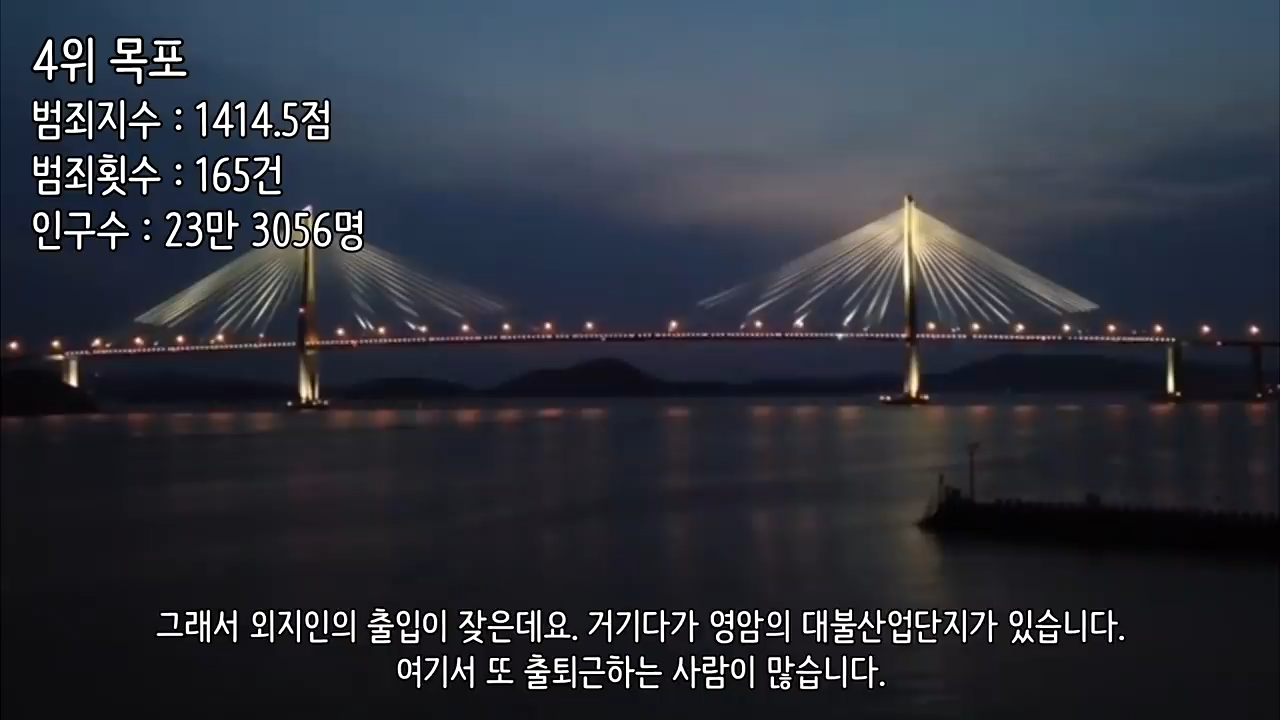 4위 목포
범죄지수 : 1414.5점
범죄횟수 : 165건
인구수 : 23만 3056명
그래서 외지인의 출입이 잦은데요. 거기다가 영암의 대불산업단지가 있습니다.
여기서 또 출퇴근하는 사람이 많습니다.